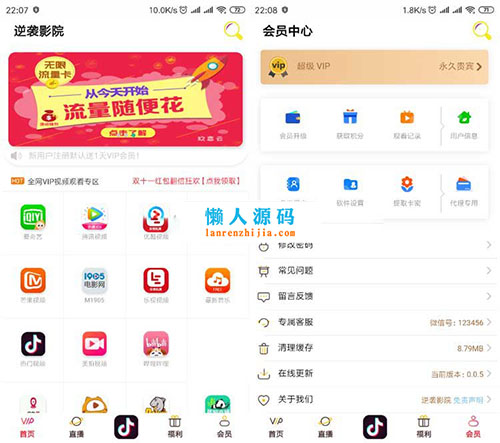 22:07
10.0K/s
72
逆袭影院
无限
流量卡
从今天开始
流量随便花
点击了解
新用户注册默认送1天VIP会员!
HOT 全网VIP视频观看专区
双十一红包翻倍狂欢【点我领取】
iQIYI
爱奇艺
腾讯视频
优酷视频
芒果视频
1905
电影网
M1905
乐视视频
最新音乐
热门视频
哔哩哔哩
VIP
首页
直播
福利
会员
22:08
1.8K/s
71
会员中心
vip
超级 VIP
永久贵宾
会员升级
获取积分
观看记录
用户信息
软件设置
提取卡密
代理专用
懒人源码
lanrenzhijia.com
修改密码
常见问题
留言反馈
专属客服
微信号:123456
清理缓存
8.79MB
在线更新
当前版本:0.0.5
关于我们
逆袭影院 免责声明
VIP
首页
直播
福利
会员